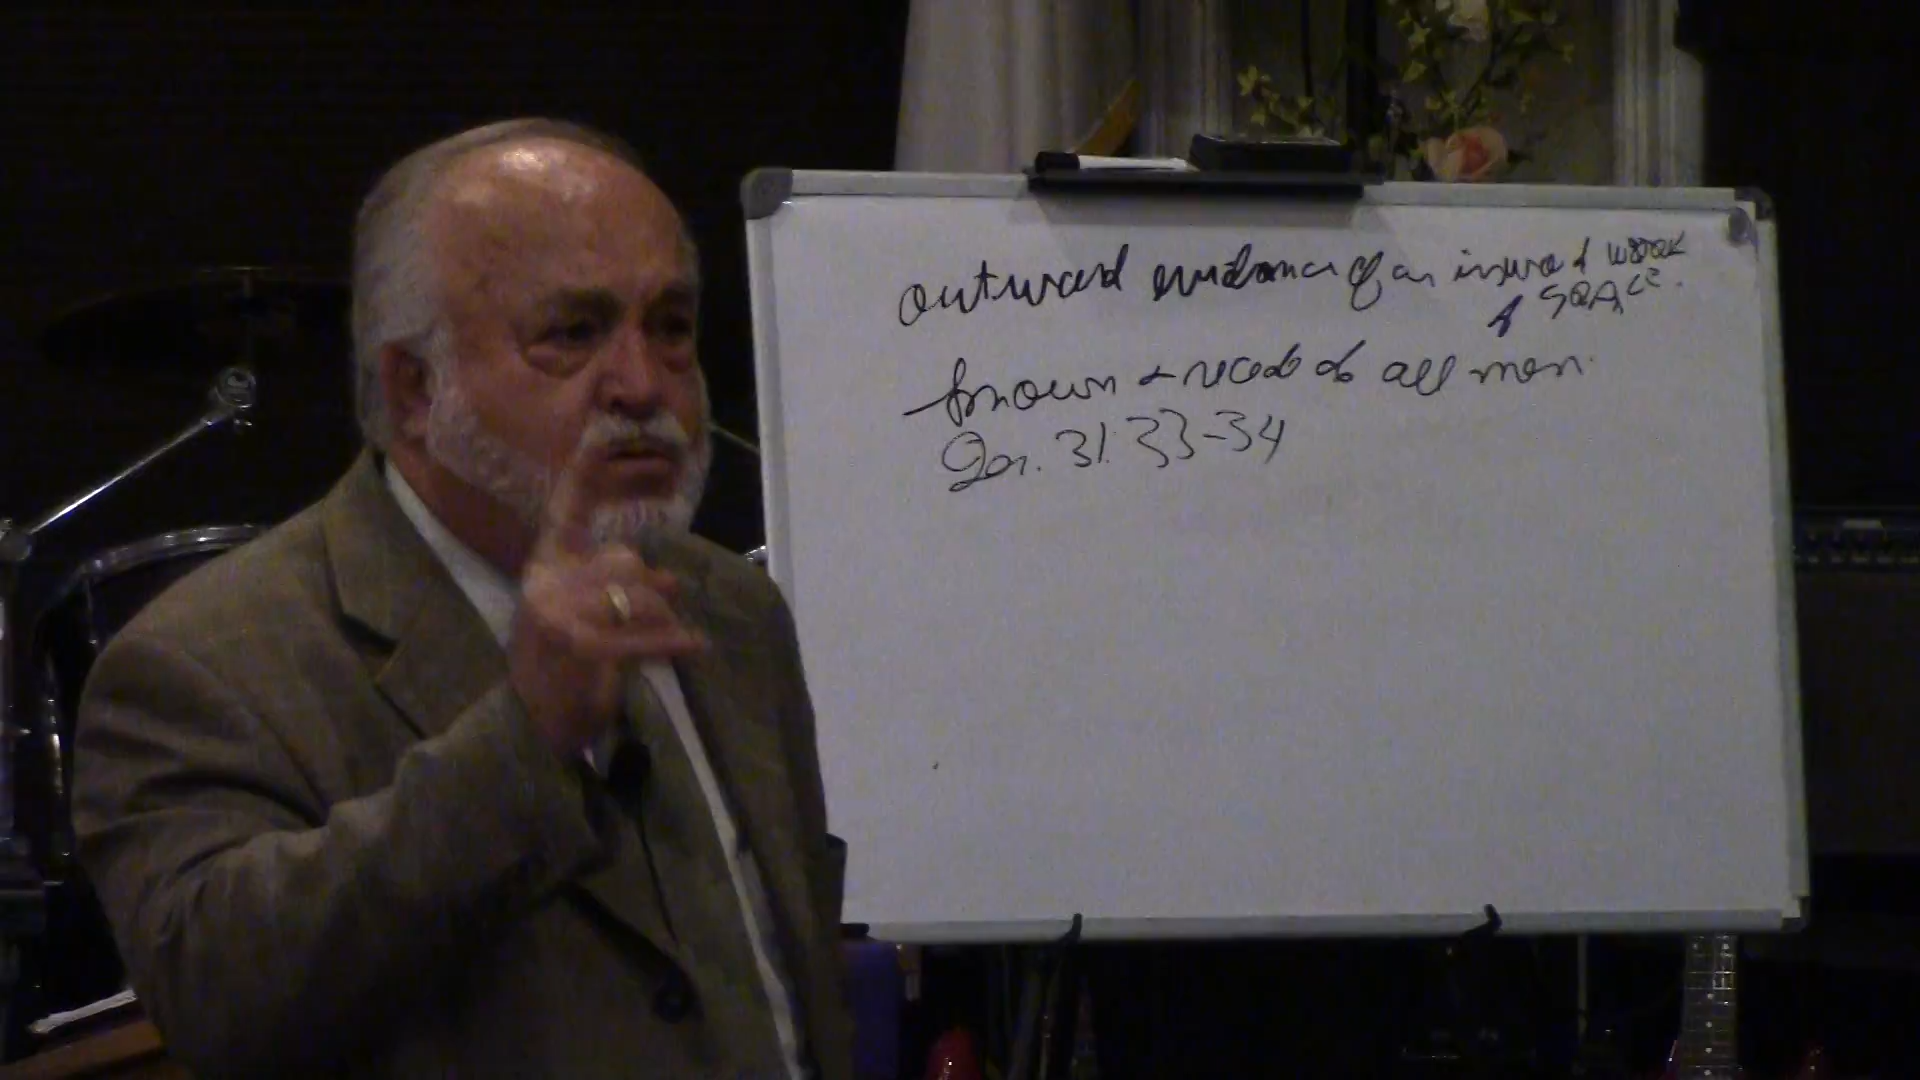 outward evidence of an inward work
of GRACE.
known & read of all men.
Jer. 31:33-34